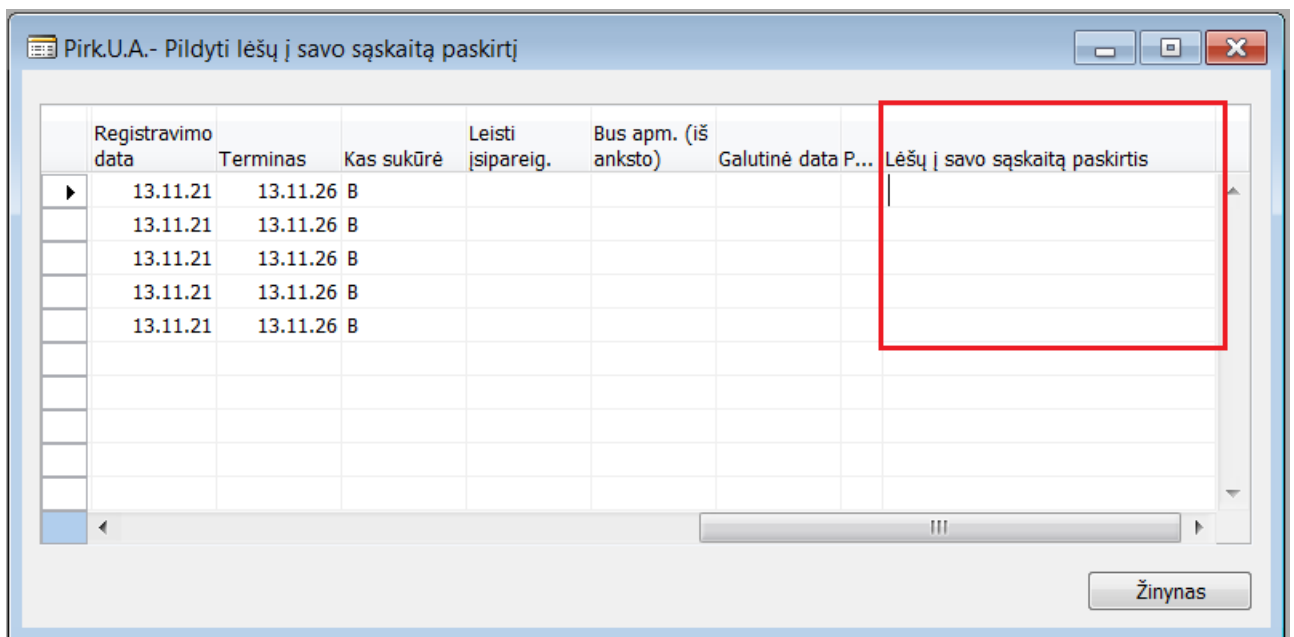 Pirk.U.A.- Pildyti lėšų į savo sąskaitą paskirtį
Registravimo data Terminas Kas sukūrė Leisti įsipareig. Bus apm. (iš anksto) Galutinė data P... Lėšų į savo sąskaitą paskirtis
13.11.21 13.11.26 B
13.11.21 13.11.26 B
13.11.21 13.11.26 B
13.11.21 13.11.26 B
13.11.21 13.11.26 B
Žinynas